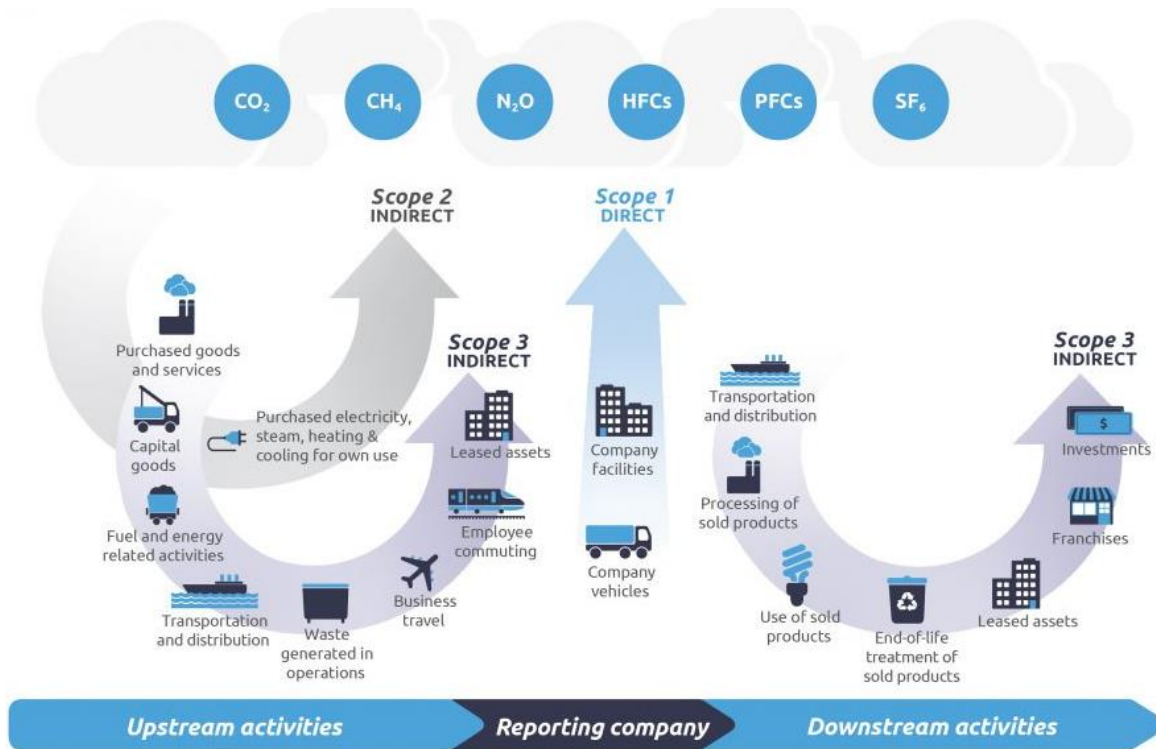 CO₂
CH₄
N₂O
HFCs
PFCs
SF₆
Scope 2
INDIRECT
Scope 1
DIRECT
Purchased goods
and services
Capital
goods
Purchased electricity,
steam, heating &
cooling for own use
Fuel and energy
related activities
Transportation
and distribution
Waste
generated in
operations
Business
travel
Employee
commuting
Leased assets
Scope 3
INDIRECT
Company
facilities
Company
vehicles
Transportation
and distribution
Processing of
sold products
Use of sold
products
End-of-life
treatment of
sold products
Leased assets
Franchises
$
Investments
Scope 3
INDIRECT
Upstream activities
Reporting company
Downstream activities